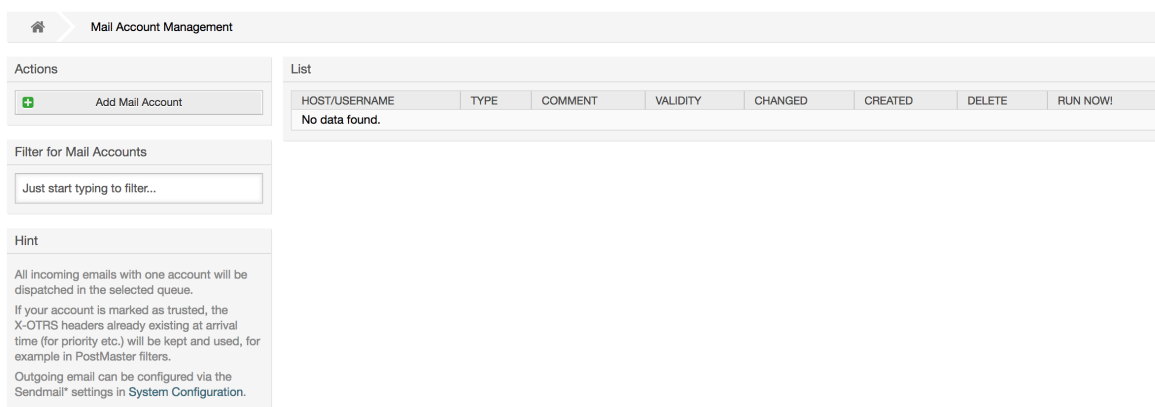 Mail Account Management
Actions
Add Mail Account
Filter for Mail Accounts
Just start typing to filter...
Hint
All incoming emails with one account will be
dispatched in the selected queue.
If your account is marked as trusted, the
X-OTRS headers already existing at arrival
time (for priority etc.) will be kept and used, for
example in PostMaster filters.
Outgoing email can be configured via the
Sendmail* settings in System Configuration.
List
HOST/USERNAME TYPE COMMENT VALIDITY CHANGED CREATED DELETE RUN NOW!
No data found.